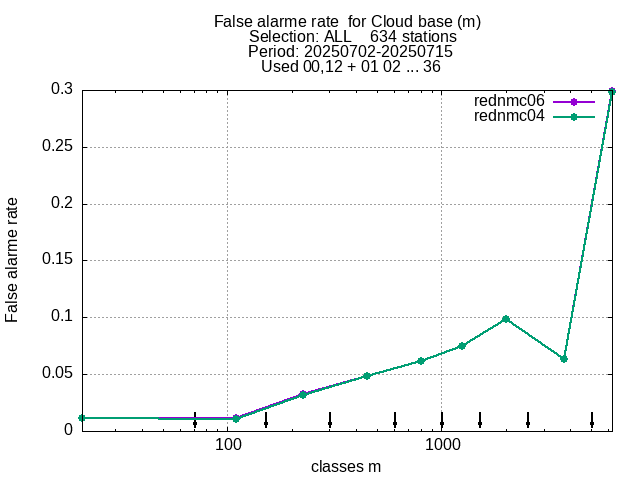 False alarme rate  for Cloud base (m)
Selection: ALL    634 stations
Period: 20250702-20250715
Used 00,12 + 01 02 ... 36
rednmc06
rednmc04
0.3
0.25
0.2
0.15
0.1
0.05
0
False alarme rate
100
1000
classes m